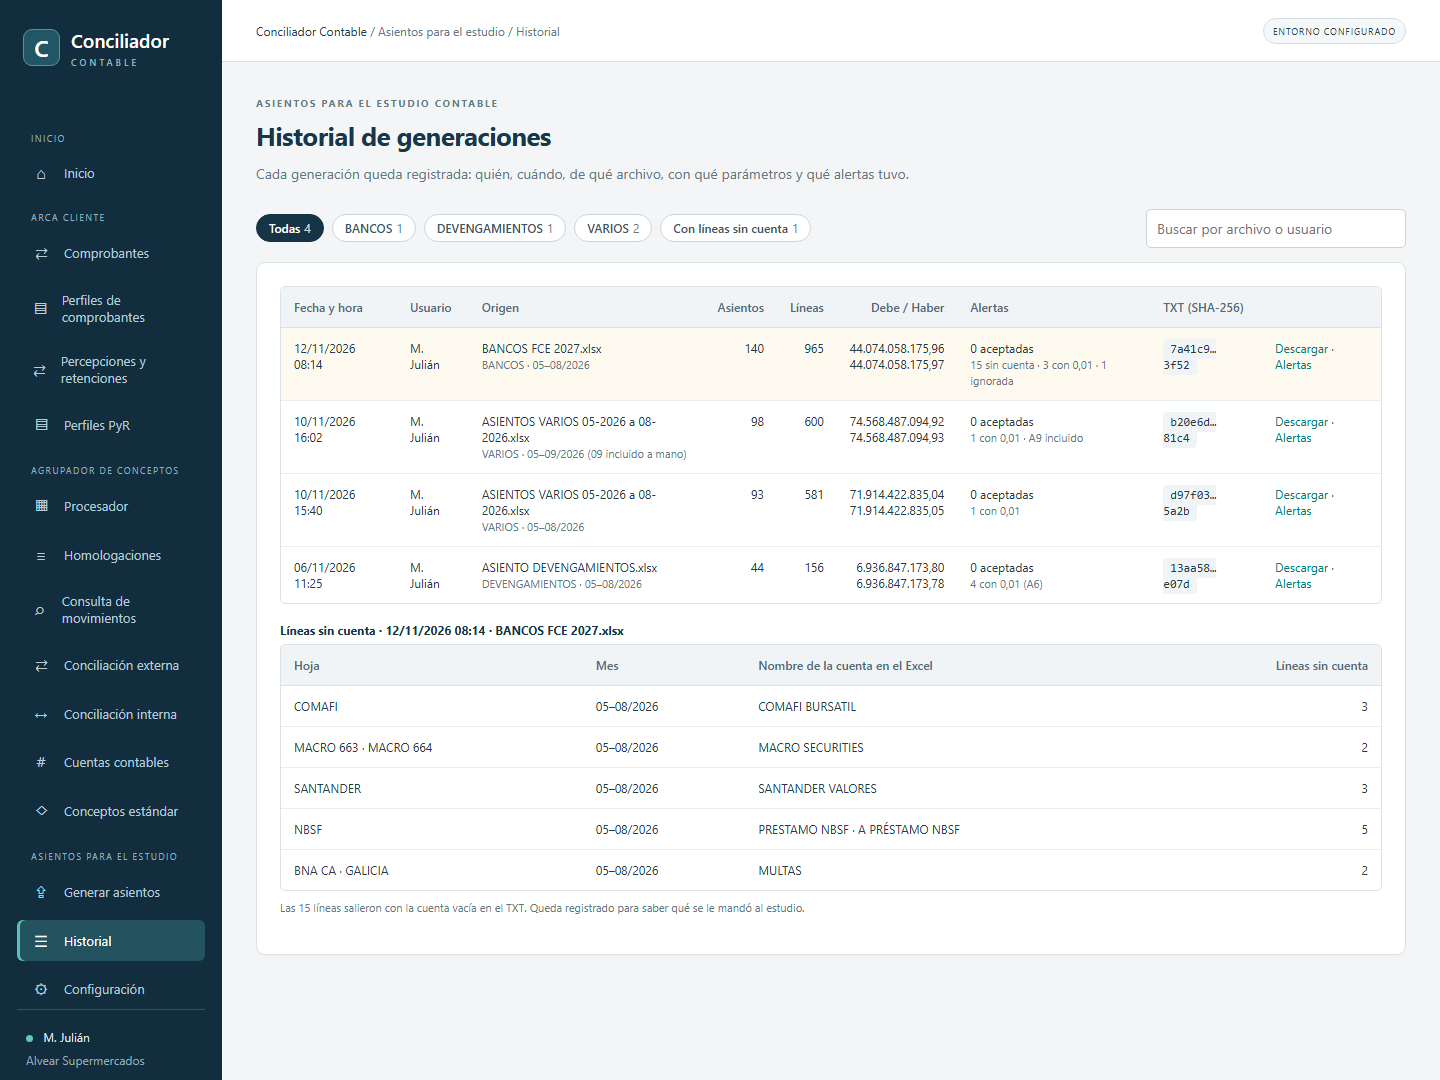 C
Conciliador
CONTABLE
INICIO
Inicio
ARCA CLIENTE
Comprobantes
Perfiles de
comprobantes
Percepciones y
retenciones
Perfiles PyR
AGRUPADOR DE CONCEPTOS
Procesador
Homologaciones
Consulta de
movimientos
Conciliación externa
Conciliación interna
# Cuentas contables
Conceptos estándar
ASIENTOS PARA EL ESTUDIO
Generar asientos
Historial
Configuración
M. Julián
Alvear Supermercados
Conciliador Contable / Asientos para el estudio / Historial
ENTORNO CONFIGURADO
ASIENTOS PARA EL ESTUDIO CONTABLE
Historial de generaciones
Cada generación queda registrada: quién, cuándo, de qué archivo, con qué parámetros y qué alertas tuvo.
Todas 4 BANCOS 1 DEVENGAMIENTOS 1 VARIOS 2 Con líneas sin cuenta 1
Buscar por archivo o usuario
Fecha y hora Usuario Origen Asientos Líneas Debe / Haber Alertas TXT (SHA-256)
12/11/2026 M. BANCOS FCE 2027.xlsx 140 965 44.074.058.175,96 0 aceptadas 7a41c9… Descargar ·
08:14 Julián BANCOS · 05–08/2026 44.074.058.175,97 15 sin cuenta · 3 con 0,01 · 1 3f52 Alertas
ignorada
10/11/2026 M. ASIENTOS VARIOS 05-2026 a 08- 98 600 74.568.487.094,92 0 aceptadas b20e6d… Descargar ·
16:02 Julián 2026.xlsx 74.568.487.094,93 1 con 0,01 · A9 incluido 81c4 Alertas
VARIOS · 05–09/2026 (09 incluido a mano)
10/11/2026 M. ASIENTOS VARIOS 05-2026 a 08- 93 581 71.914.422.835,04 0 aceptadas d97f03… Descargar ·
15:40 Julián 2026.xlsx 71.914.422.835,05 1 con 0,01 5a2b Alertas
VARIOS · 05–08/2026
06/11/2026 M. ASIENTO DEVENGAMIENTOS.xlsx 44 156 6.936.847.173,80 0 aceptadas 13aa58… Descargar ·
11:25 Julián DEVENGAMIENTOS · 05–08/2026 6.936.847.173,78 4 con 0,01 (A6) e07d Alertas
Líneas sin cuenta · 12/11/2026 08:14 · BANCOS FCE 2027.xlsx
Hoja Mes Nombre de la cuenta en el Excel Líneas sin cuenta
COMAFI 05–08/2026 COMAFI BURSATIL 3
MACRO 663 · MACRO 664 05–08/2026 MACRO SECURITIES 2
SANTANDER 05–08/2026 SANTANDER VALORES 3
NBSF 05–08/2026 PRESTAMO NBSF · A PRÉSTAMO NBSF 5
BNA CA · GALICIA 05–08/2026 MULTAS 2
Las 15 líneas salieron con la cuenta vacía en el TXT. Queda registrado para saber qué se le mandó al estudio.